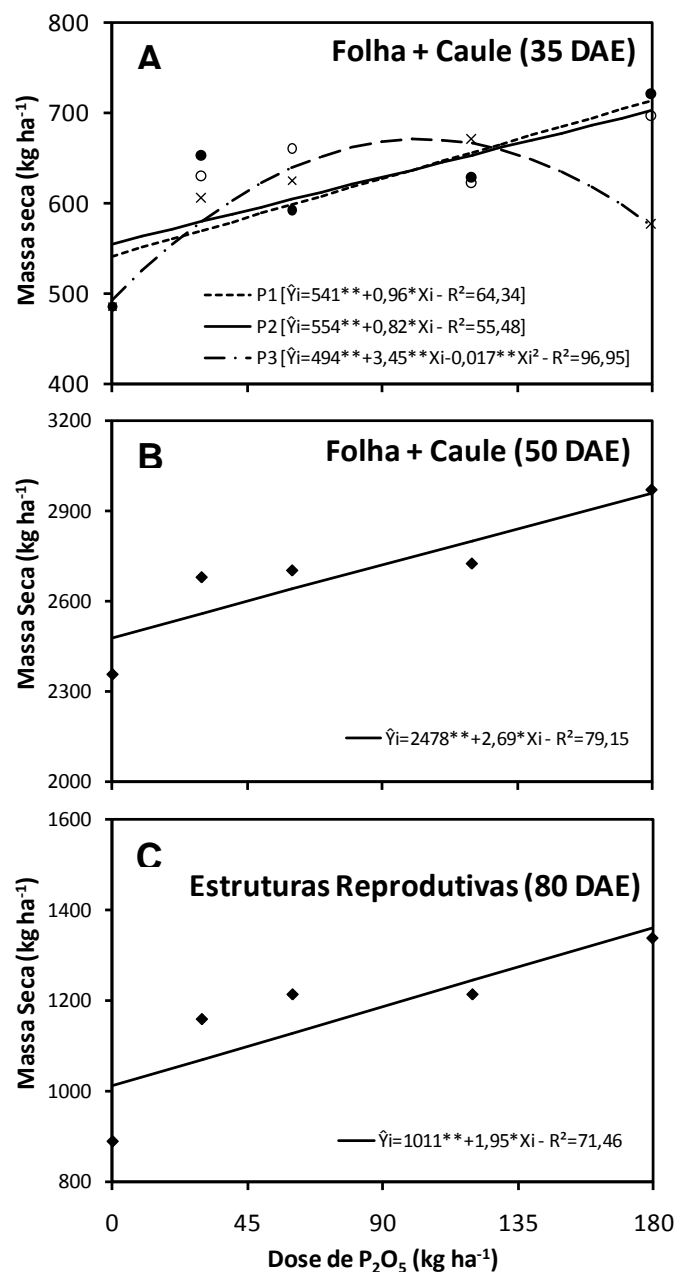 A
Folha + Caule (35 DAE)
Massa seca (kg ha⁻¹)
800
700
600
500
400
P1 [Ŷi=541**+0,96*Xi - R²=64,34]
P2 [Ŷi=554**+0,82*Xi - R²=55,48]
P3 [Ŷi=494**+3,45**Xi-0,017**Xi² - R²=96,95]
B
Folha + Caule (50 DAE)
Massa Seca (kg ha⁻¹)
3200
2900
2600
2300
2000
Ŷi=2478**+2,69*Xi - R²=79,15
C
Estruturas Reprodutivas (80 DAE)
Massa Seca (kg ha⁻¹)
1600
1400
1200
1000
800
Ŷi=1011**+1,95*Xi - R²=71,46
0 45 90 135 180
Dose de P₂O₅ (kg ha⁻¹)